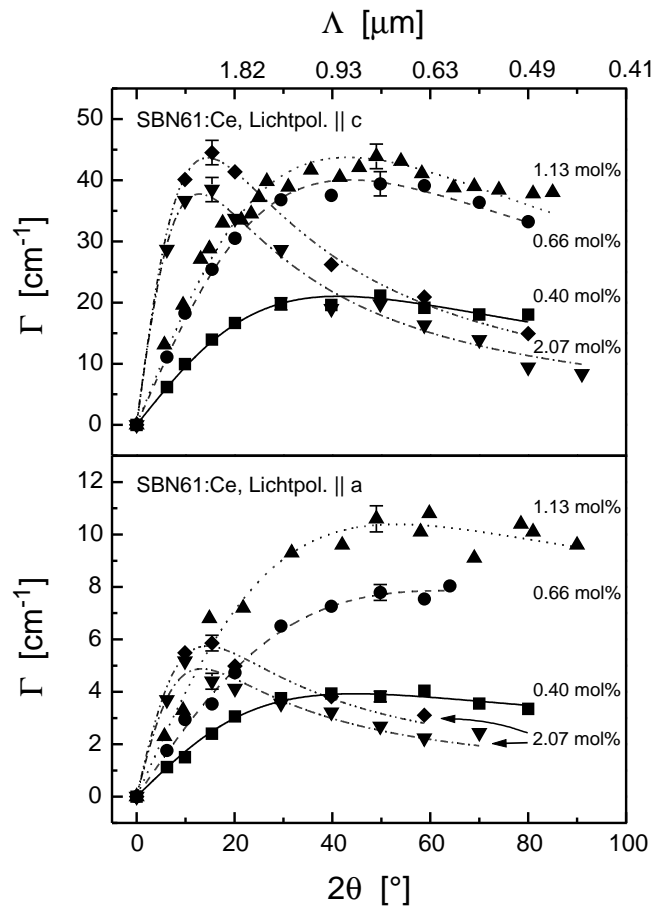 Λ [μm]
1.82 0.93 0.63 0.49 0.41
SBN61:Ce, Lichtpol. || c
50
40
30
20
10
0
Γ [cm⁻¹]
1.13 mol%
0.66 mol%
0.40 mol%
2.07 mol%
SBN61:Ce, Lichtpol. || a
12
10
8
6
4
2
0
Γ [cm⁻¹]
1.13 mol%
0.66 mol%
0.40 mol%
2.07 mol%
0 20 40 60 80 100
2θ [°]